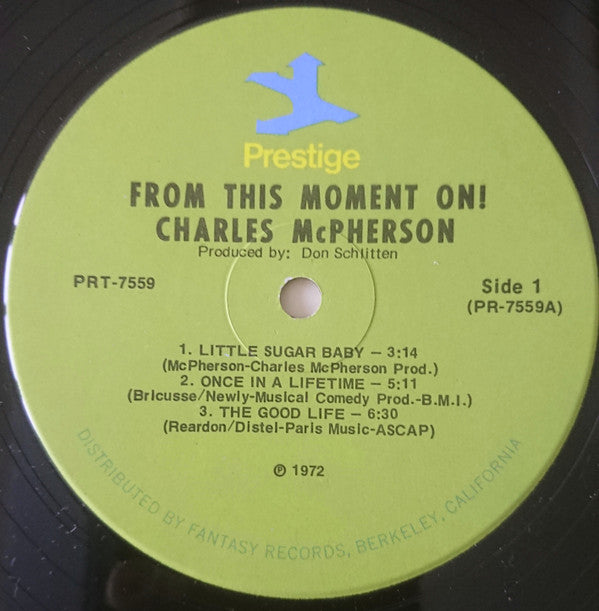 Prestige
FROM THIS MOMENT ON!
CHARLES McPHERSON
Produced by: Don Schlitten
PRT-7559
Side 1
(PR-7559A)
1. LITTLE SUGAR BABY – 3:14
(McPherson-Charles McPherson Prod.)
2. ONCE IN A LIFETIME – 5:11
(Bricusse/Newly-Musical Comedy Prod.-B.M.I.)
3. THE GOOD LIFE – 6:30
(Reardon/Distel-Paris Music-ASCAP)
℗ 1972
DISTRIBUTED BY FANTASY RECORDS, BERKELEY, CALIFORNIA